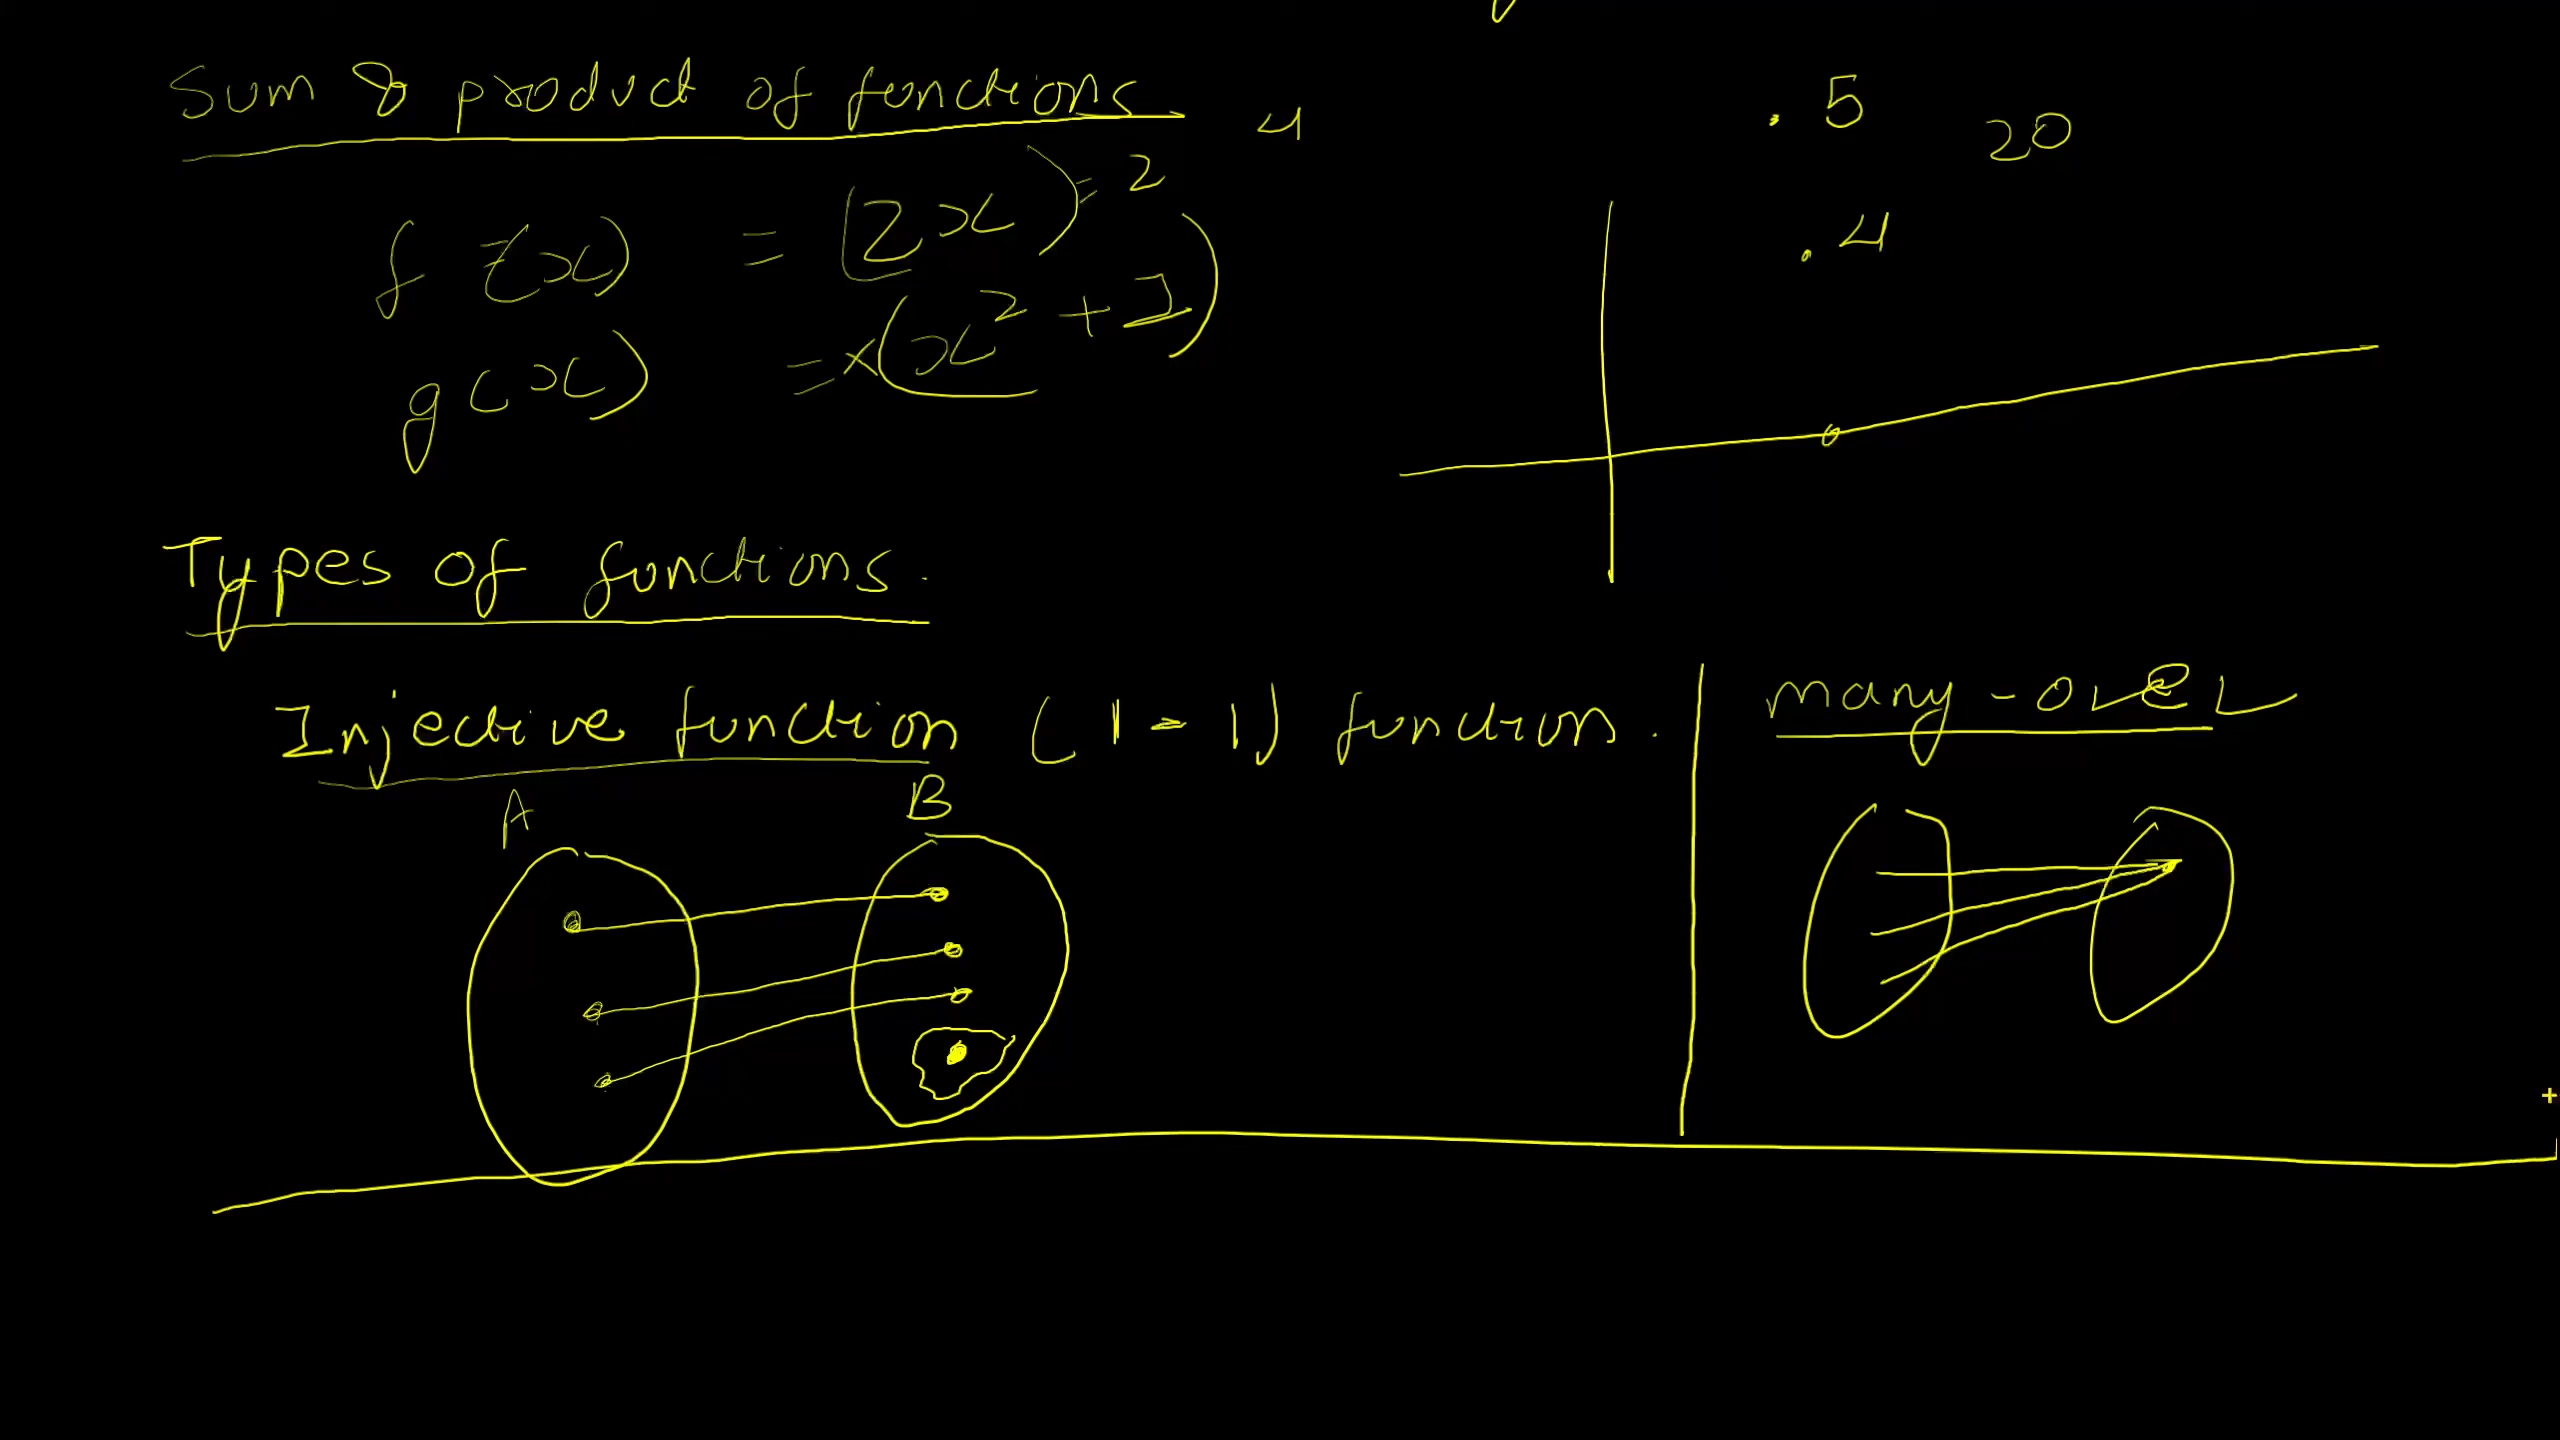 Sum & product of functions
4
. 5
20
. 4
f(x) = (2x) = 2
g(x) = x(x² + 2)
Types of functions.
Injective function (1 - 1) function.
many - one
A
B